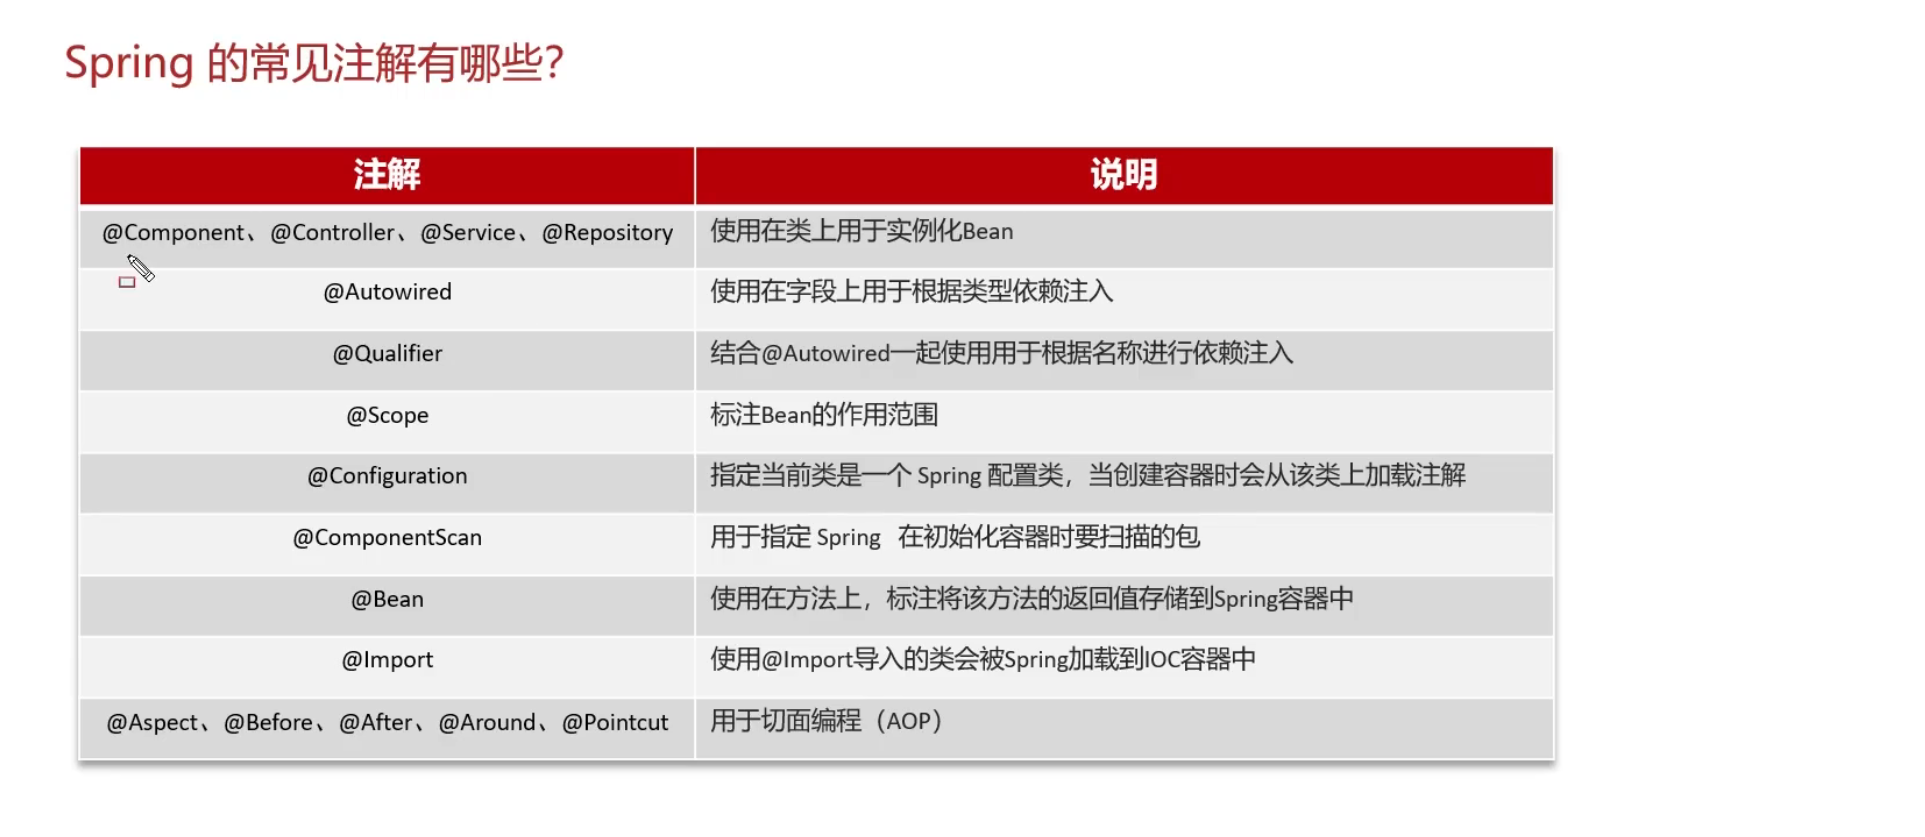 Spring 的常见注解有哪些?
注解 说明
@Component、@Controller、@Service、@Repository 使用在类上用于实例化Bean
@Autowired 使用在字段上用于根据类型依赖注入
@Qualifier 结合@Autowired一起使用用于根据名称进行依赖注入
@Scope 标注Bean的作用范围
@Configuration 指定当前类是一个 Spring 配置类，当创建容器时会从该类上加载注解
@ComponentScan 用于指定 Spring 在初始化容器时要扫描的包
@Bean 使用在方法上，标注将该方法的返回值存储到Spring容器中
@Import 使用@Import导入的类会被Spring加载到IOC容器中
@Aspect、@Before、@After、@Around、@Pointcut 用于切面编程（AOP）